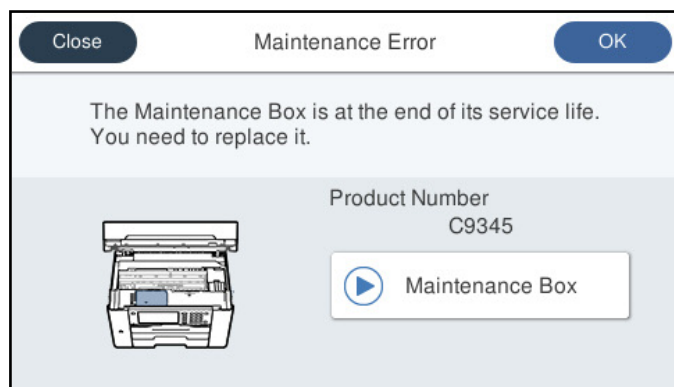 Close
Maintenance Error
OK
The Maintenance Box is at the end of its service life.
You need to replace it.
Product Number
C9345
Maintenance Box